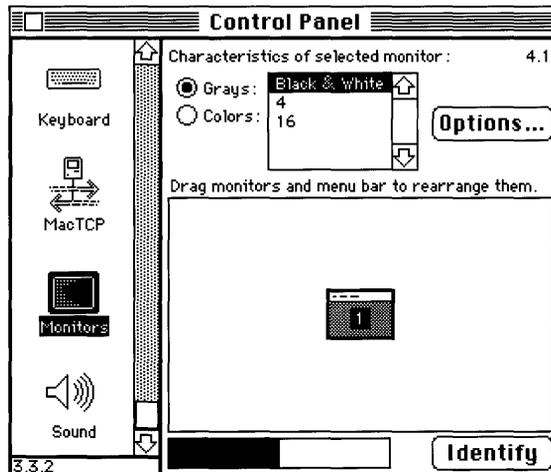 Control Panel
Keyboard
MacTCP
Monitors
Sound
3.3.2
Characteristics of selected monitor: 4.1
Grays:
Colors:
Black & White
4
16
Options...
Drag monitors and menu bar to rearrange them.
1
Identify